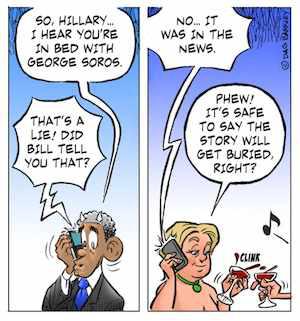 SO, HILLARY...
I HEAR YOU'RE
IN BED WITH
GEORGE SOROS.
THAT'S A
LIE! DID
BILL TELL
YOU THAT?
NO... IT
WAS IN THE
NEWS.
PHEW!
IT'S SAFE
TO SAY THE
STORY WILL
GET BURIED,
RIGHT?
CLINK